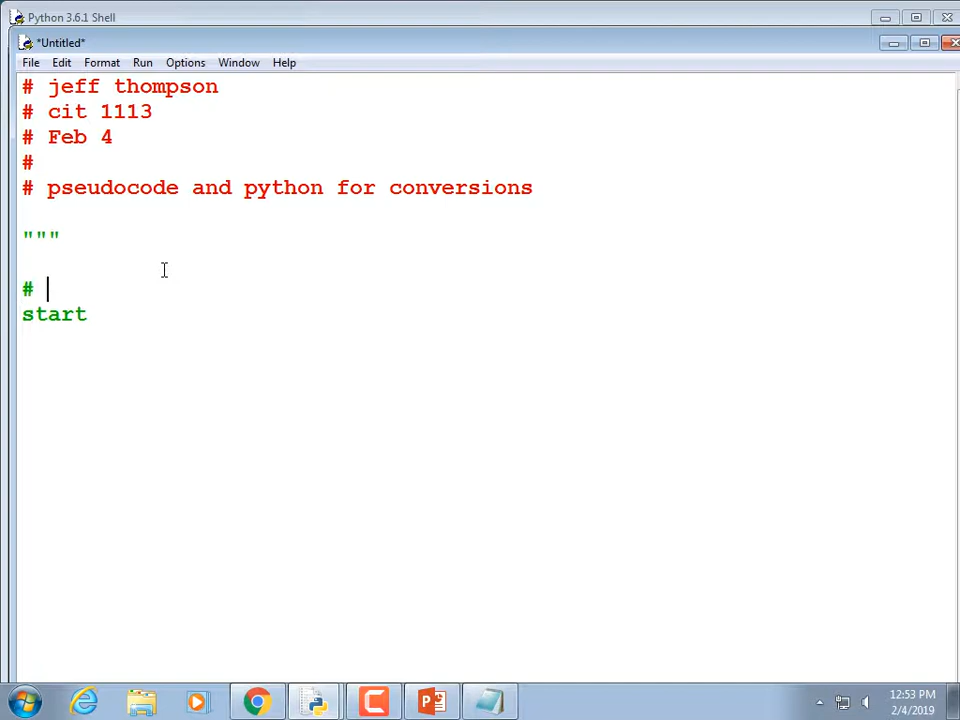 Python 3.6.1 Shell
*Untitled*
File Edit Format Run Options Window Help
# jeff thompson
# cit 1113
# Feb 4
#
# pseudocode and python for conversions
"""
#
start
12:53 PM
2/4/2019